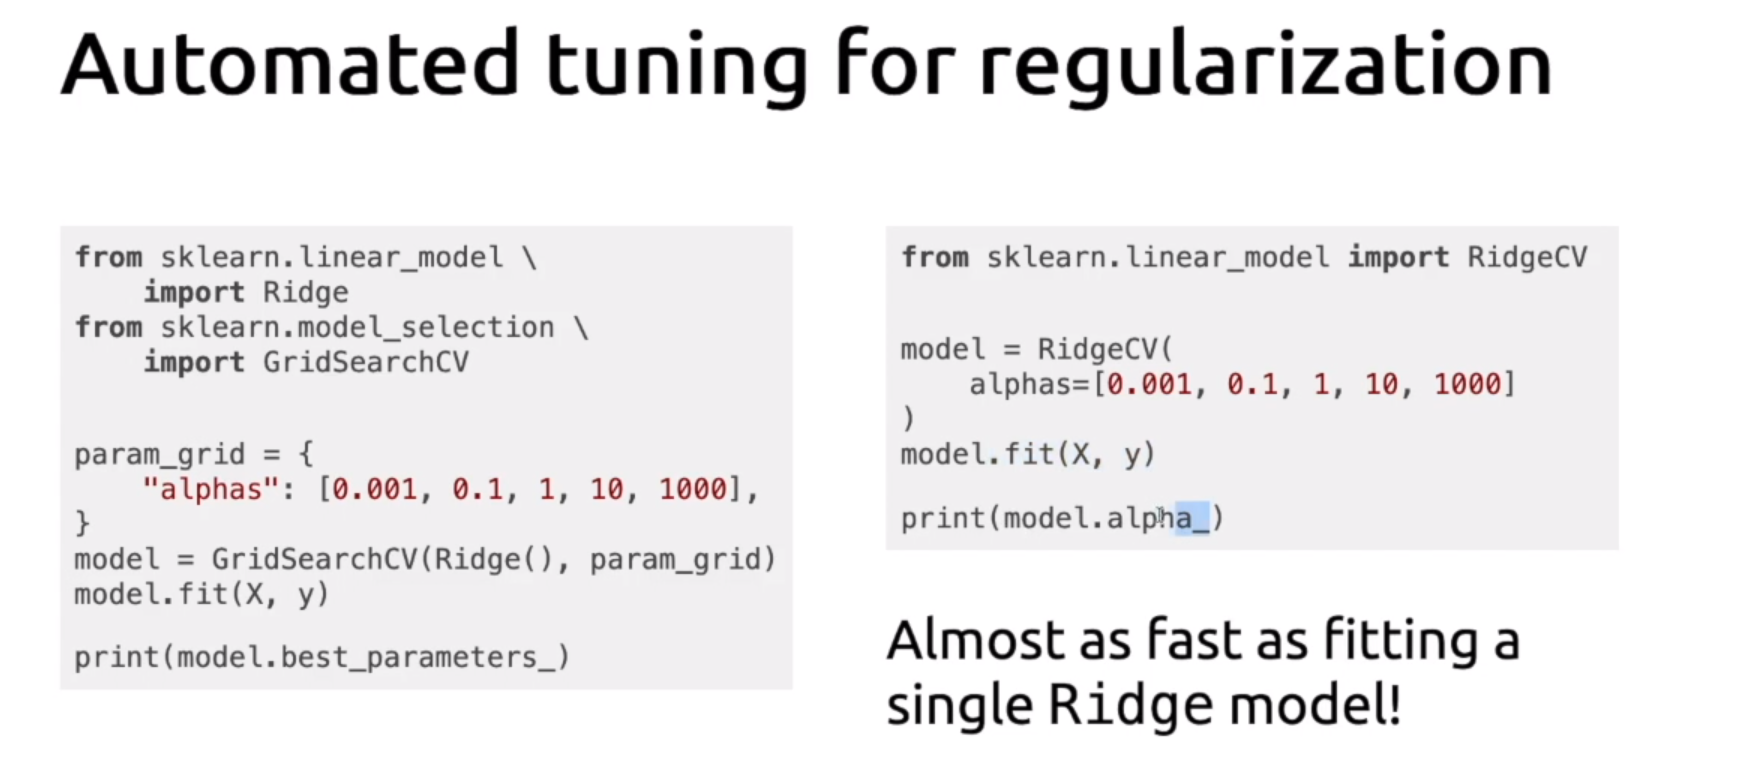 Automated tuning for regularization
from sklearn.linear_model \
    import Ridge
from sklearn.model_selection \
    import GridSearchCV
param_grid = {
    "alphas": [0.001, 0.1, 1, 10, 1000],
}
model = GridSearchCV(Ridge(), param_grid)
model.fit(X, y)
print(model.best_parameters_)
from sklearn.linear_model import RidgeCV
model = RidgeCV(
    alphas=[0.001, 0.1, 1, 10, 1000]
)
model.fit(X, y)
print(model.alpha_)
Almost as fast as fitting a
single Ridge model!